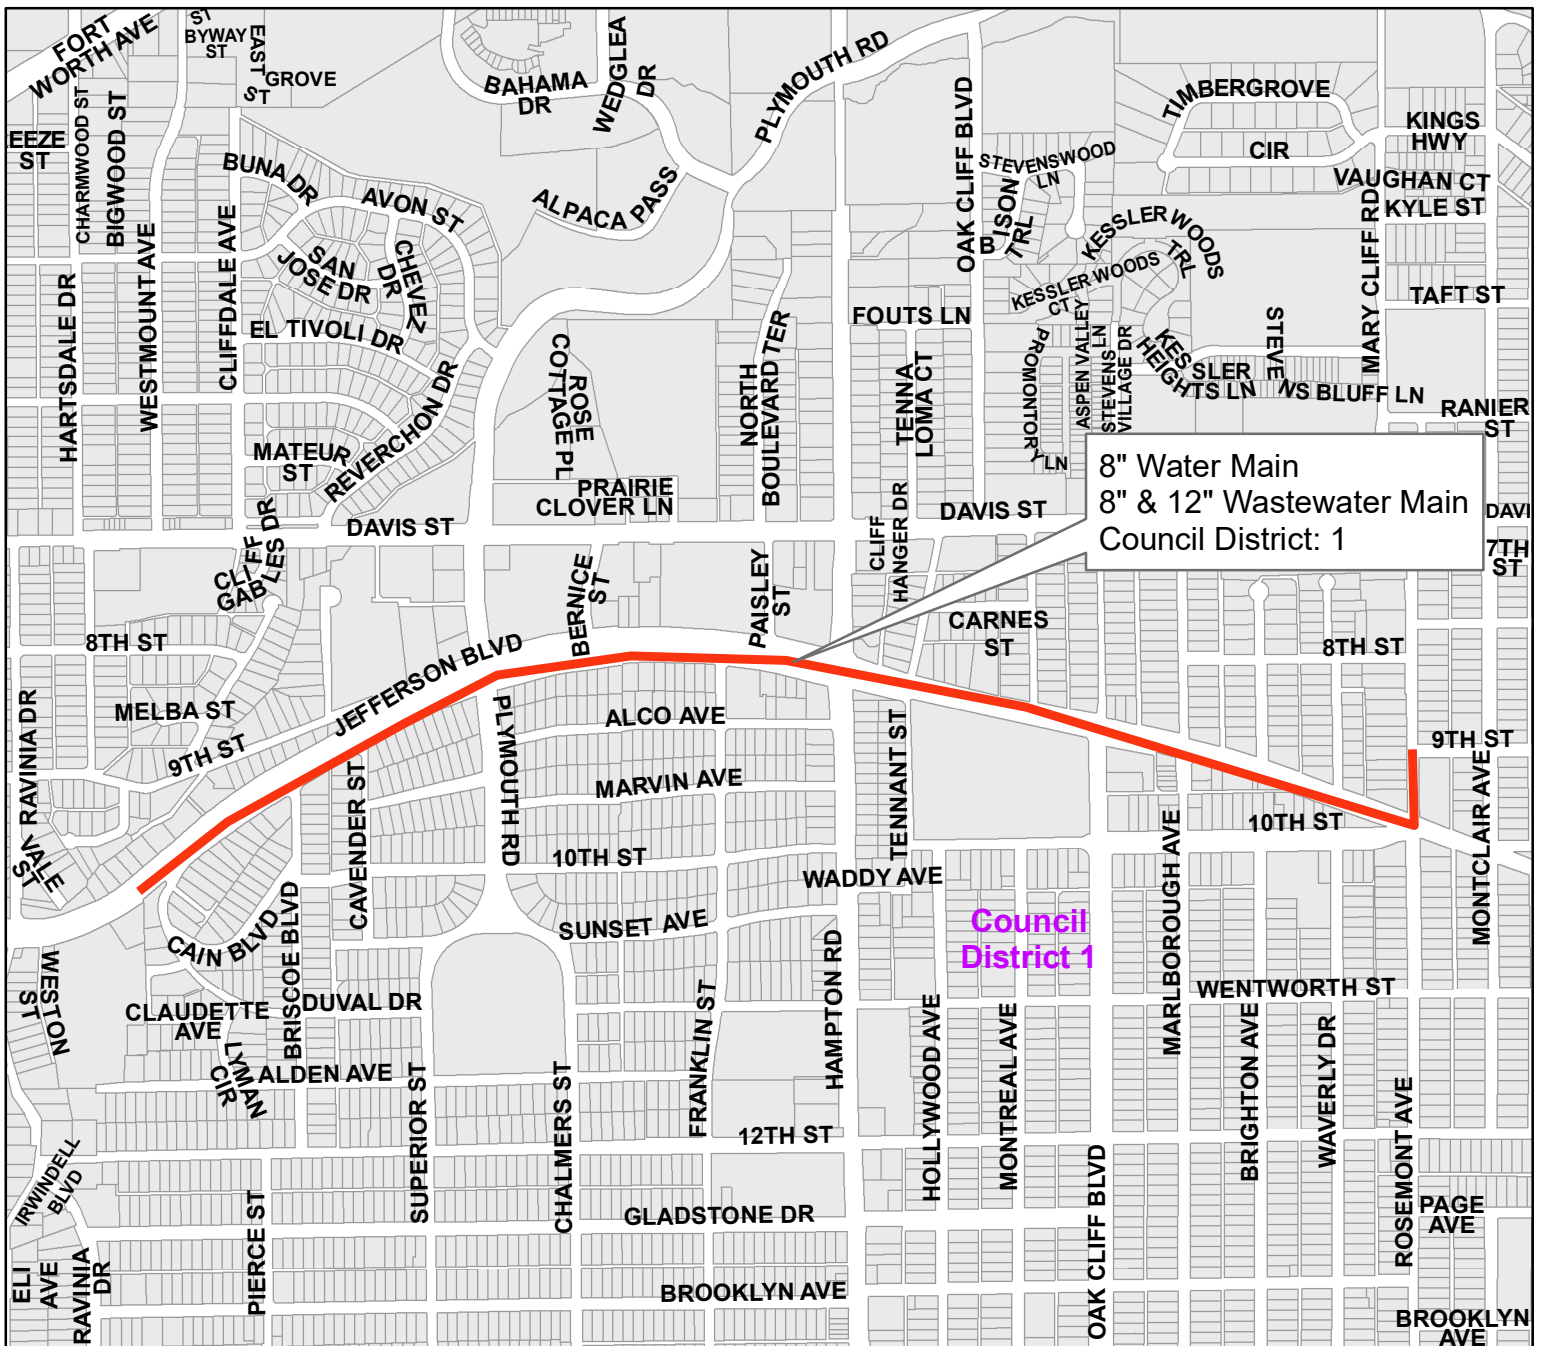 FORT
WORTH AVE
ST
BYWAY
ST
EAST
ST
GROVE
BAHAMA
DR
WEDGLEA
DR
PLYMOUTH RD
OAK CLIFF BLVD
TIMBERGROVE
CIR
KINGS
HWY
VAUGHAN CT
KYLE ST
EEZE
ST
CHARMWOOD ST
BIGWOOD ST
BUNA DR
AVON ST
ALPACA PASS
STEVENSWOOD
LN
B
ISON
TRL
KESSLER WOODS
TRL
KESSLER WOODS
CT
MARY CLIFF RD
TAFT ST
HARTSDALE DR
WESTMOUNT AVE
CLIFFDALE AVE
SAN
JOSE DR
CHEVEZ
DR
EL TIVOLI DR
FOUTS LN
COTTAGE PL
ROSE
NORTH
BOULEVARD TER
TENNA
LOMA CT
PROMONTORY LN
ASPEN VALLEY
STEVENS LN
VILLAGE DR
KES
SLER
HEIGHTS LN
STEVE
NS BLUFF LN
RANIER
ST
MATEUR
ST
REVERCHON DR
PRAIRIE
CLOVER LN
DAVIS ST
DAVIS ST
DAVI
8" Water Main
8" & 12" Wastewater Main
Council District: 1
7TH
ST
CLIFF
GABLES DR
BERNICE
ST
PAISLEY
ST
CLIFF
HANGER DR
CARNES
ST
8TH ST
8TH ST
JEFFERSON BLVD
RAVINIA DR
MELBA ST
9TH ST
PLYMOUTH RD
ALCO AVE
TENNANT ST
9TH ST
MARVIN AVE
CAVENDER ST
10TH ST
10TH ST
MARLBOROUGH AVE
MONTCLAIR AVE
VALE
ST
WADDY AVE
Council
District 1
CAIN BLVD
BRISCOE BLVD
SUNSET AVE
HAMPTON RD
WESTON
ST
CLAUDETTE
AVE
DUVAL DR
FRANKLIN ST
WENTWORTH ST
HOLLYWOOD AVE
MONTREAL AVE
BRIGHTON AVE
WAVERLY DR
LYMAN
CIR
ALDEN AVE
SUPERIOR ST
CHALMERS ST
12TH ST
OAK CLIFF BLVD
ROSEMONT AVE
IRWINDELL
BLVD
PIERCE ST
GLADSTONE DR
PAGE
AVE
ELI
AVE
RAVINIA
DR
BROOKLYN AVE
BROOKLYN
AVE